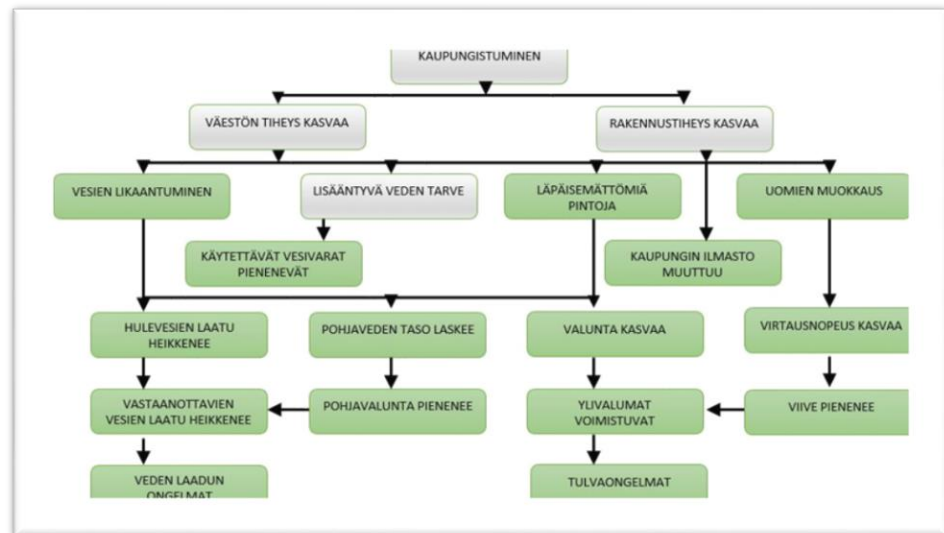 KAUPUNGISTUMINEN
VÄESTÖN TIHEYS KASVAA
RAKENNUSTIHEYS KASVAA
VESIEN LIKAANTUMINEN
LISÄÄNTYVÄ VEDEN TARVE
LÄPÄISEMÄTTÖMIÄ
PINTOJA
UOMIEN MUOKKAUS
KÄYTETTÄVÄT VESIVARAT
PIENENEVÄT
KAUPUNGIN ILMASTO
MUUTTUU
HULEVESIEN LAATU
HEIKKENEE
POHJAVEDEN TASO LASKEE
VALUNTA KASVAA
VIRTAUSNOPEUS KASVAA
VASTAANOTTAVIEN
VESIEN LAATU HEIKKENEE
POHJAVALUNTA PIENENEE
YLIVALUMAT
VOIMISTUVAT
VIIVE PIENENEE
VEDEN LAADUN
ONGELMAT
TULVAONGELMAT